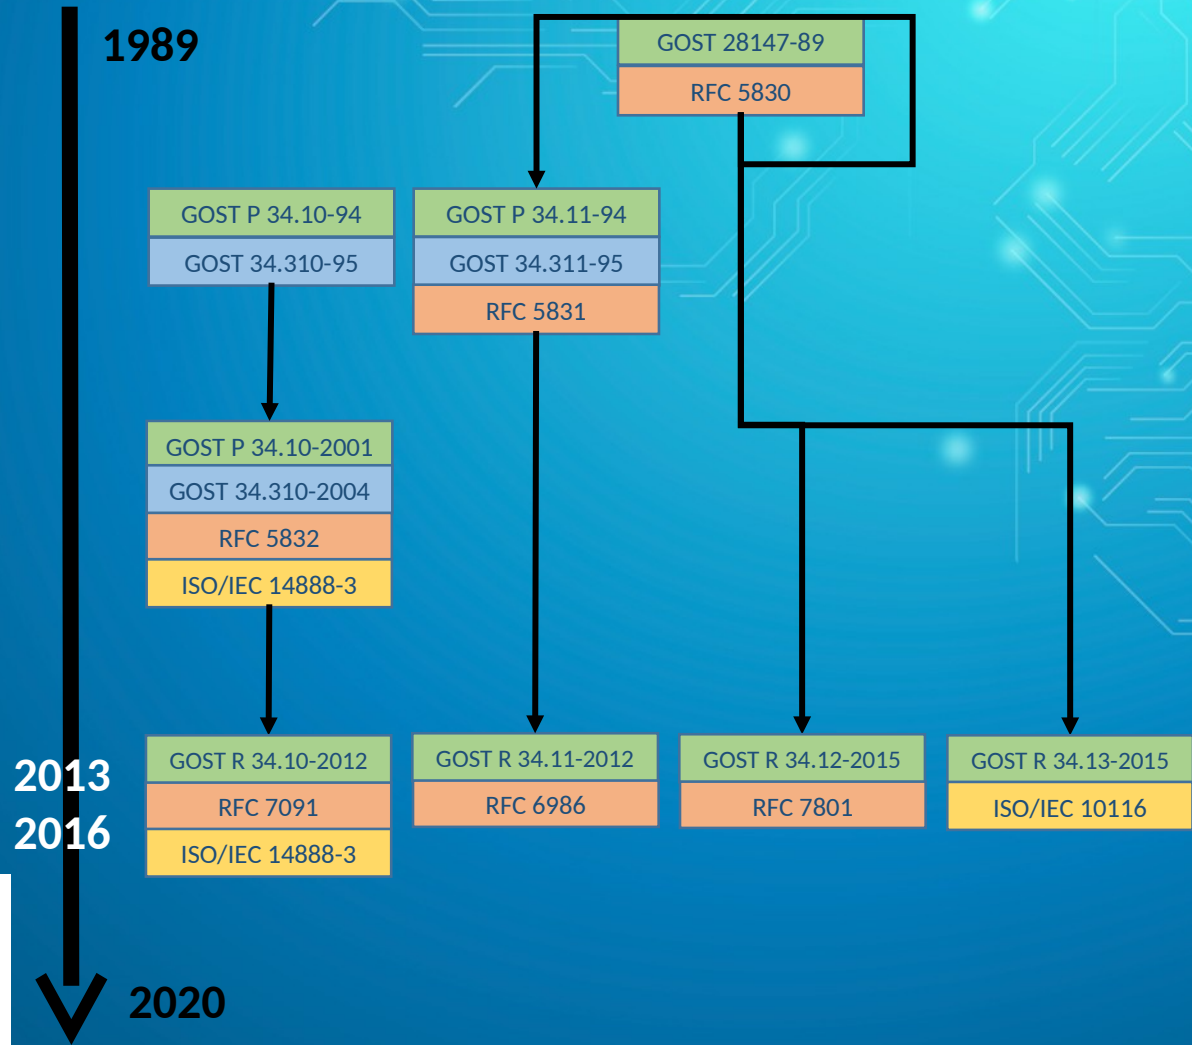 1989
GOST 28147-89
RFC 5830
GOST P 34.10-94
GOST 34.310-95
GOST P 34.11-94
GOST 34.311-95
RFC 5831
GOST P 34.10-2001
GOST 34.310-2004
RFC 5832
ISO/IEC 14888-3
2013
2016
GOST R 34.10-2012
RFC 7091
ISO/IEC 14888-3
GOST R 34.11-2012
RFC 6986
GOST R 34.12-2015
RFC 7801
GOST R 34.13-2015
ISO/IEC 10116
2020